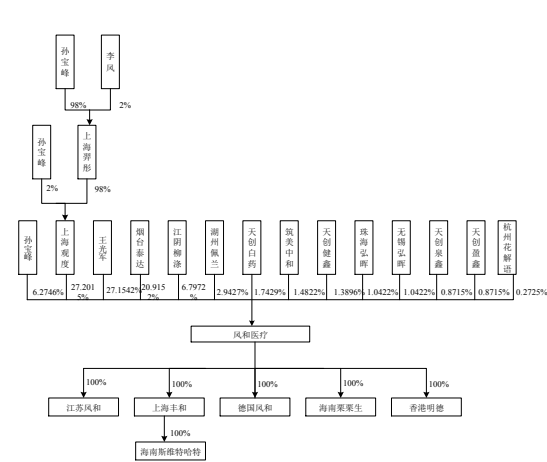 孙宝峰
李风
98%
2%
孙宝峰
上海羿彤
2%
98%
孙宝峰
上海观度
王光军
烟台泰达
江阴柳涤
湖州佩兰
天创白药
筑美中和
天创健鑫
珠海弘晖
无锡弘晖
天创泉鑫
天创盈鑫
杭州花解语
6.2746%
27.2015%
27.1542%
20.9152%
6.7972%
2.9427%
1.7429%
1.4822%
1.3896%
1.0422%
1.0422%
0.8715%
0.8715%
0.2725%
风和医疗
100%
100%
100%
100%
100%
江苏风和
上海丰和
德国风和
海南栗栗生
香港明德
100%
海南斯维特哈特